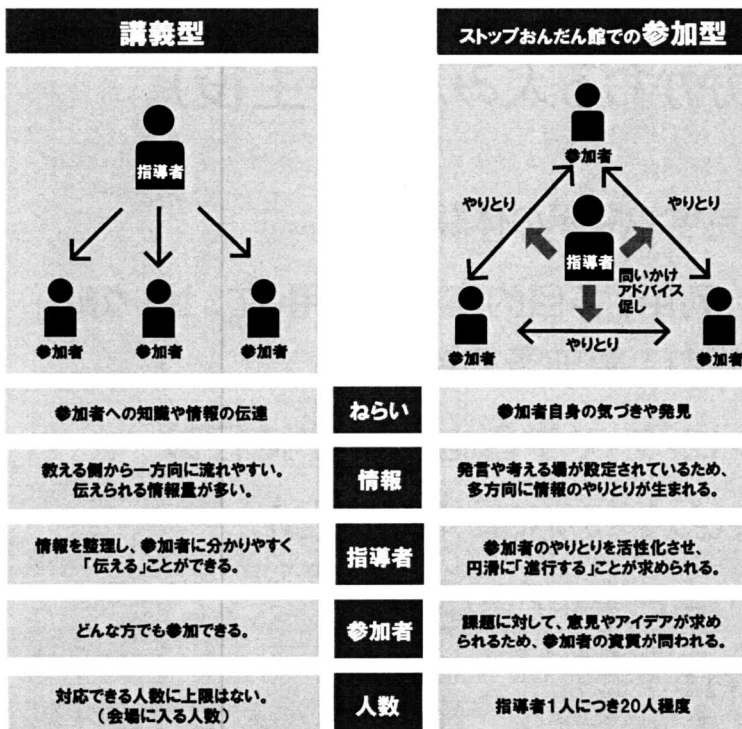 講義型
指導者
参加者
参加者
参加者
ストップおんだん館での参加型
参加者
やりとり
やりとり
指導者
問いかけ
アドバイス
促し
参加者
やりとり
参加者
参加者への知識や情報の伝達
ねらい
参加者自身の気づきや発見
教える側から一方向に流れやすい。
伝えられる情報量が多い。
情報
発言や考える場が設定されているため、
多方向に情報のやりとりが生まれる。
情報を整理し、参加者に分かりやすく
「伝える」ことができる。
指導者
参加者のやりとりを活性化させ、
円滑に「進行する」ことが求められる。
どんな方でも参加できる。
参加者
課題に対して、意見やアイデアが求め
られるため、参加者の資質が問われる。
対応できる人数に上限はない。
（会場に入る人数）
人数
指導者1人につき20人程度